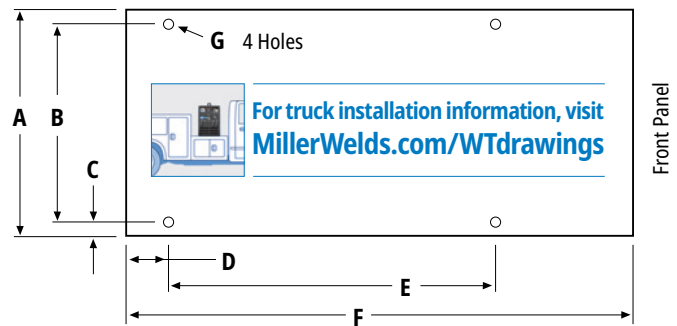 G 4 Holes
A
B
For truck installation information, visit
MillerWelds.com/WTdrawings
Front Panel
C
D
E
F